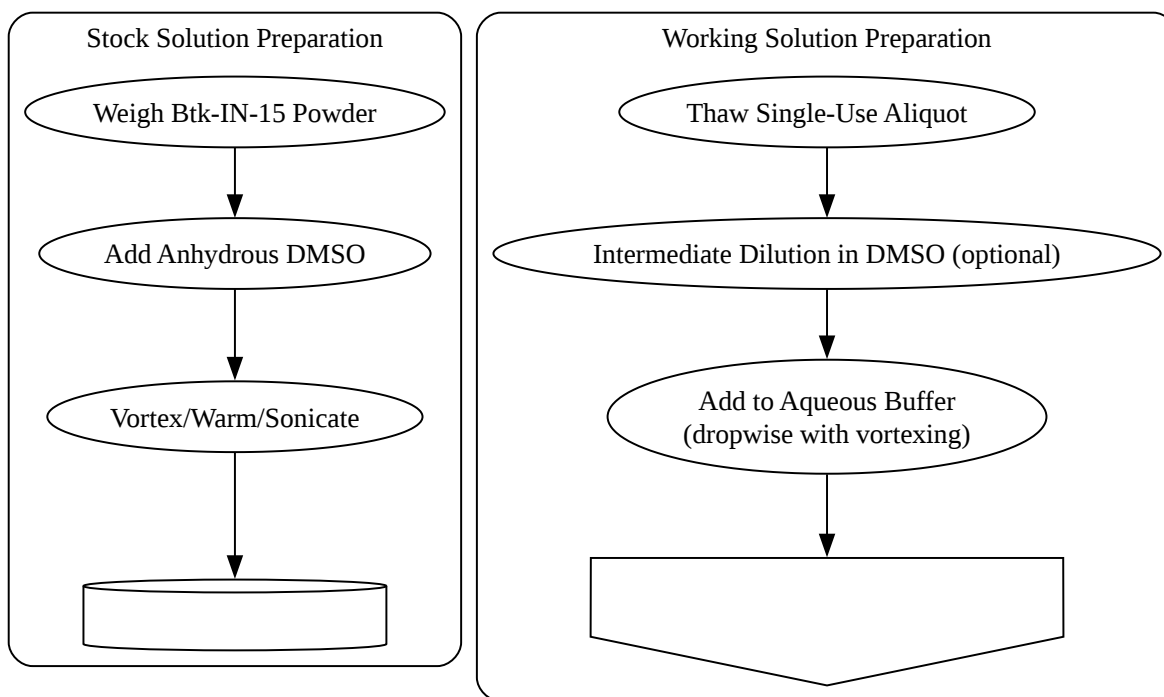 Stock Solution Preparation
Weigh Btk-IN-15 Powder
Add Anhydrous DMSO
Vortex/Warm/Sonicate
Working Solution Preparation
Thaw Single-Use Aliquot
Intermediate Dilution in DMSO (optional)
Add to Aqueous Buffer
(dropwise with vortexing)